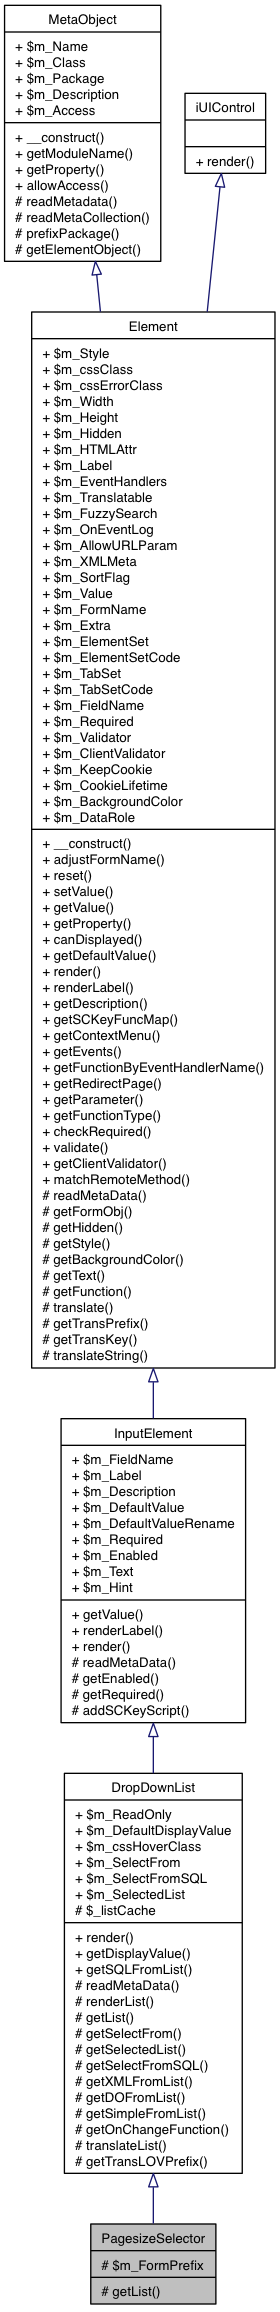 MetaObject
+ $m_Name
+ $m_Class
+ $m_Package
+ $m_Description
+ $m_Access
+ __construct()
+ getModuleName()
+ getProperty()
+ allowAccess()
# readMetadata()
# readMetaCollection()
# prefixPackage()
# getElementObject()
iUIControl
+ render()
Element
+ $m_Style
+ $m_cssClass
+ $m_cssErrorClass
+ $m_Width
+ $m_Height
+ $m_Hidden
+ $m_HTMLAttr
+ $m_Label
+ $m_EventHandlers
+ $m_Translatable
+ $m_FuzzySearch
+ $m_OnEventLog
+ $m_AllowURLParam
+ $m_XMLMeta
+ $m_SortFlag
+ $m_Value
+ $m_FormName
+ $m_Extra
+ $m_ElementSet
+ $m_ElementSetCode
+ $m_TabSet
+ $m_TabSetCode
+ $m_FieldName
+ $m_Required
+ $m_Validator
+ $m_ClientValidator
+ $m_KeepCookie
+ $m_CookieLifetime
+ $m_BackgroundColor
+ $m_DataRole
+ __construct()
+ adjustFormName()
+ reset()
+ setValue()
+ getValue()
+ getProperty()
+ canDisplayed()
+ getDefaultValue()
+ render()
+ renderLabel()
+ getDescription()
+ getSCKeyFuncMap()
+ getContextMenu()
+ getEvents()
+ getFunctionByEventHandlerName()
+ getRedirectPage()
+ getParameter()
+ getFunctionType()
+ checkRequired()
+ validate()
+ getClientValidator()
+ matchRemoteMethod()
# readMetaData()
# getFormObj()
# getHidden()
# getStyle()
# getBackgroundColor()
# getText()
# getFunction()
# translate()
# getTransPrefix()
# getTransKey()
# translateString()
InputElement
+ $m_FieldName
+ $m_Label
+ $m_Description
+ $m_DefaultValue
+ $m_DefaultValueRename
+ $m_Required
+ $m_Enabled
+ $m_Text
+ $m_Hint
+ getValue()
+ renderLabel()
+ render()
# readMetaData()
# getEnabled()
# getRequired()
# addSCKeyScript()
DropDownList
+ $m_ReadOnly
+ $m_DefaultDisplayValue
+ $m_cssHoverClass
+ $m_SelectFrom
+ $m_SelectFromSQL
+ $m_SelectedList
# $_listCache
+ render()
+ getDisplayValue()
+ getSQLFromList()
# readMetaData()
# renderList()
# getList()
# getSelectFrom()
# getSelectedList()
# getSelectFromSQL()
# getXMLFromList()
# getDOFromList()
# getSimpleFromList()
# getOnChangeFunction()
# translateList()
# getTransLOVPrefix()
PagesizeSelector
# $m_FormPrefix
# getList()